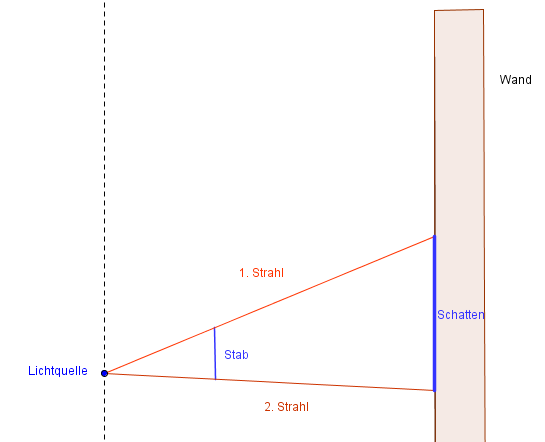 Wand
1. Strahl
Schatten
Stab
Lichtquelle
2. Strahl